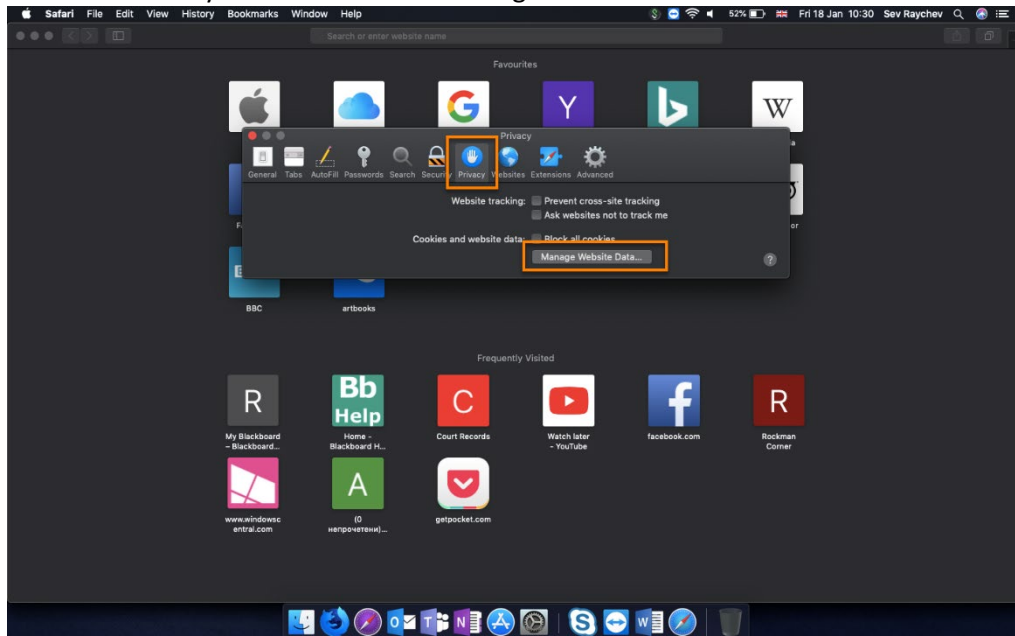 Safari File Edit View History Bookmarks Window Help 52% Fri 18 Jan 10:30 Sev Raychev
Search or enter website name
Favourites
G Y W
Privacy
General Tabs AutoFill Passwords Search Security Privacy Websites Extensions Advanced
Website tracking: Prevent cross-site tracking
Ask websites not to track me
Cookies and website data: Block all cookies
Manage Website Data... ?
BBC artbooks
Frequently Visited
R Bb Help C f R
My Blackboard – Blackboard... Home - Blackboard H... Court Records Watch later - YouTube facebook.com Rockman Corner
A
www.windowsc entral.com (0 непрочетени)... getpocket.com